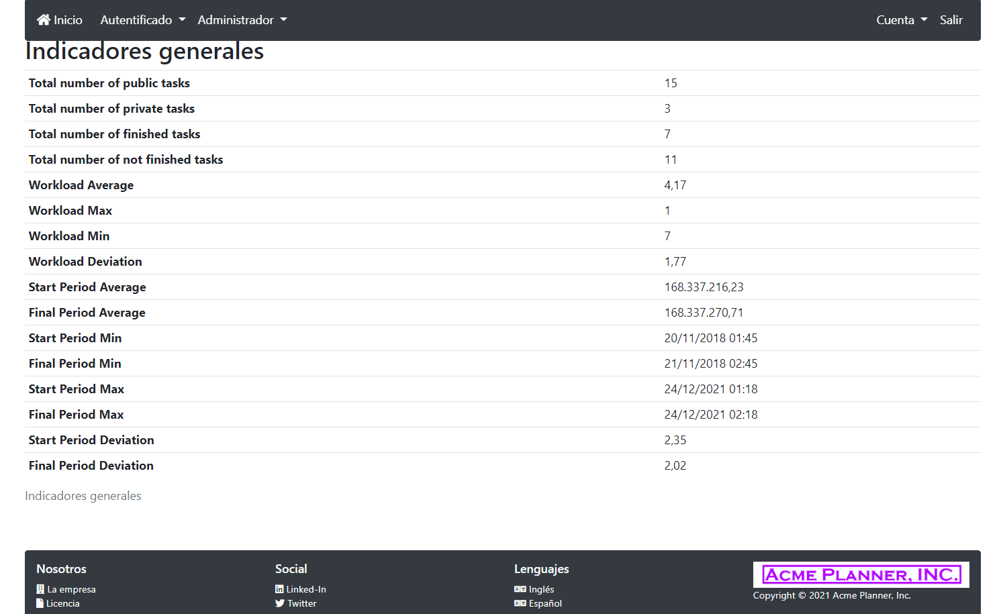 Inicio Autentificado Administrador Cuenta Salir
Indicadores generales
Total number of public tasks 15
Total number of private tasks 3
Total number of finished tasks 7
Total number of not finished tasks 11
Workload Average 4,17
Workload Max 1
Workload Min 7
Workload Deviation 1,77
Start Period Average 168.337.216,23
Final Period Average 168.337.270,71
Start Period Min 20/11/2018 01:45
Final Period Min 21/11/2018 02:45
Start Period Max 24/12/2021 01:18
Final Period Max 24/12/2021 02:18
Start Period Deviation 2,35
Final Period Deviation 2,02
Indicadores generales
Nosotros
La empresa
Licencia
Social
Linked-In
Twitter
Lenguajes
Inglés
Español
ACME PLANNER, INC.
Copyright © 2021 Acme Planner, Inc.